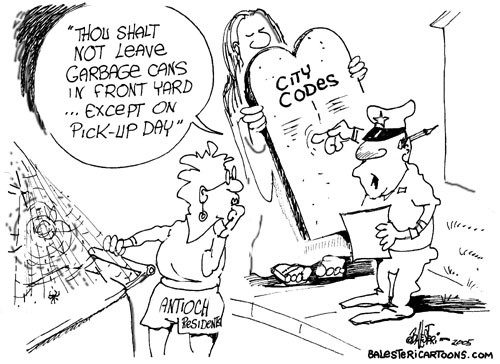 "THOU SHALT
NOT LEAVE
GARBAGE CANS
IN FRONT YARD
... EXCEPT ON
PICK-UP DAY"
CITY
CODES
ANTIOCH
RESIDENTS
2005
BALESTERICARTOONS.COM